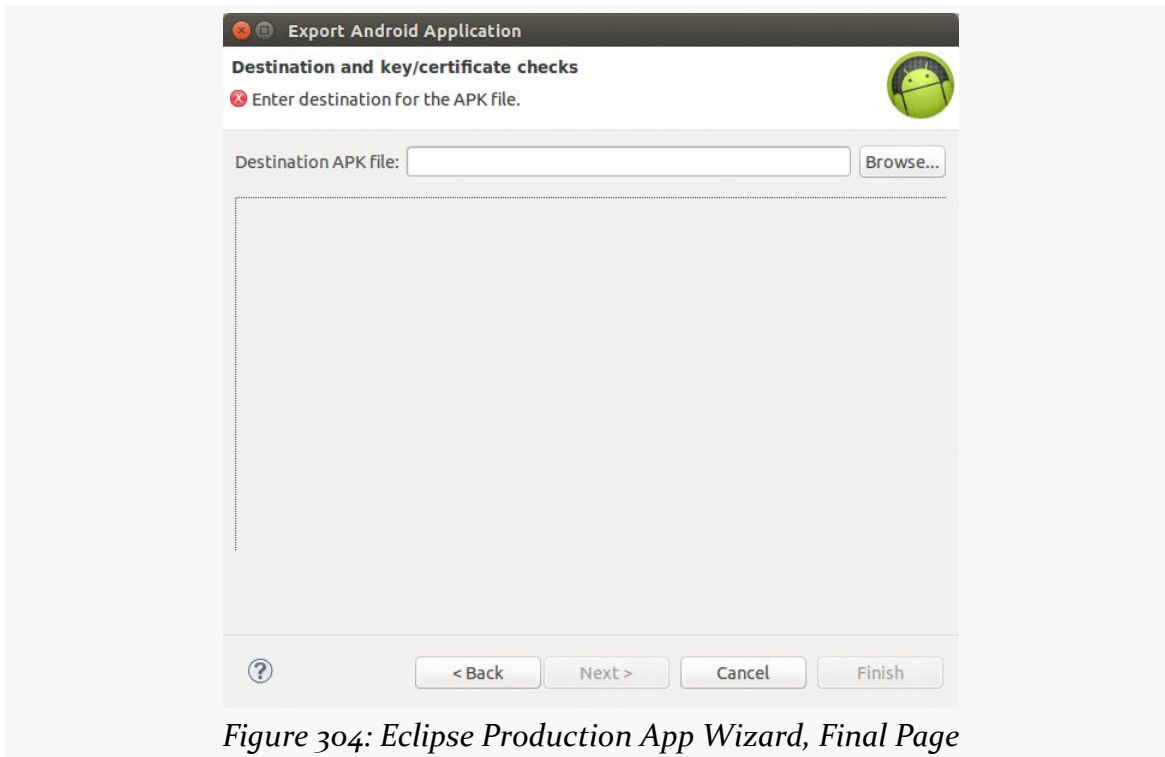 Export Android Application
Destination and key/certificate checks
Enter destination for the APK file.
Destination APK file: Browse...
? < Back Next > Cancel Finish
Figure 304: Eclipse Production App Wizard, Final Page